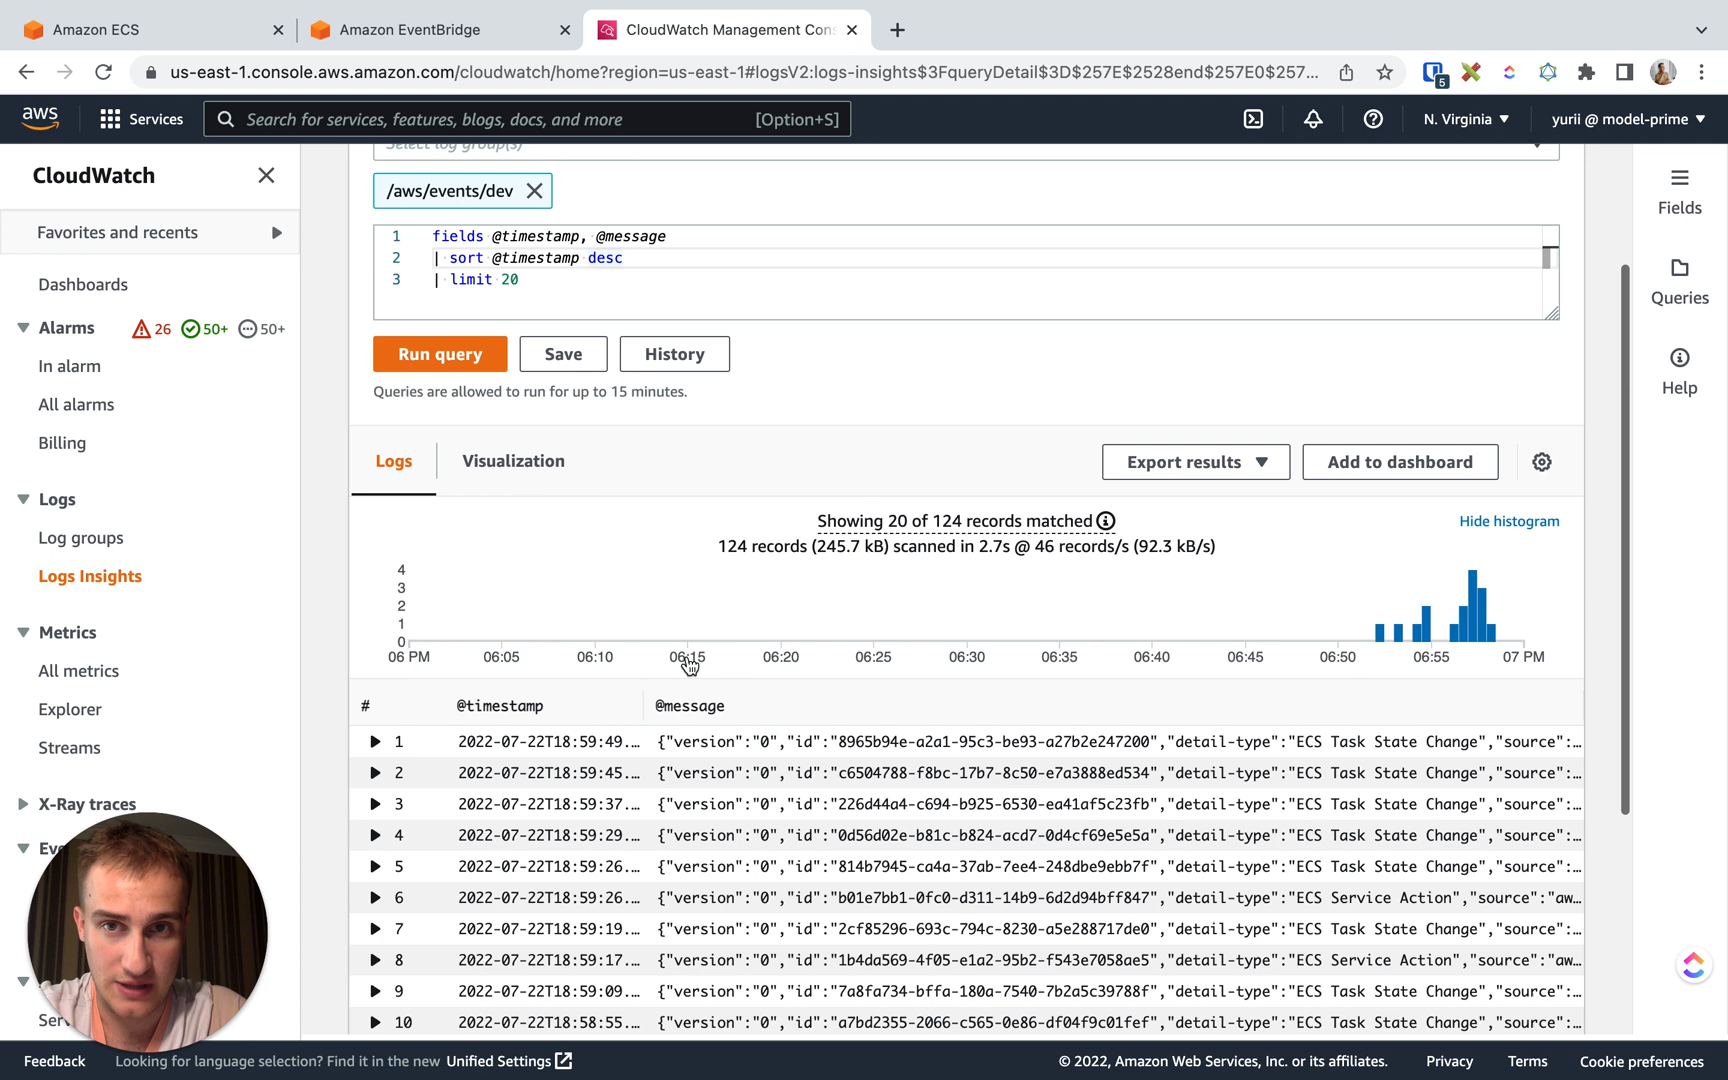 Amazon ECS
Amazon EventBridge
CloudWatch Management Con
us-east-1.console.aws.amazon.com/cloudwatch/home?region=us-east-1#logsV2:logs-insights$3FqueryDetail$3D$257E$2528end$257E0$257...
5
aws
Services
Search for services, features, blogs, docs, and more
[Option+S]
N. Virginia
yurii @ model-prime
CloudWatch
Favorites and recents
Dashboards
Alarms
26
50+
50+
In alarm
All alarms
Billing
Logs
Log groups
Logs Insights
Metrics
All metrics
Explorer
Streams
X-Ray traces
Select log group(s)
/aws/events/dev
1 fields @timestamp, @message
2 | sort @timestamp desc
3 | limit 20
Run query
Save
History
Queries are allowed to run for up to 15 minutes.
Logs
Visualization
Export results
Add to dashboard
Showing 20 of 124 records matched
124 records (245.7 kB) scanned in 2.7s @ 46 records/s (92.3 kB/s)
Hide histogram
4
3
2
1
0
06 PM 06:05 06:10 06:15 06:20 06:25 06:30 06:35 06:40 06:45 06:50 06:55 07 PM
# @timestamp @message
1 2022-07-22T18:59:49.... {"version":"0","id":"8965b94e-a2a1-95c3-be93-a27b2e247200","detail-type":"ECS Task State Change","source":...
2 2022-07-22T18:59:45.... {"version":"0","id":"c6504788-f8bc-17b7-8c50-e7a3888ed534","detail-type":"ECS Task State Change","source":...
3 2022-07-22T18:59:37.... {"version":"0","id":"226d44a4-c694-b925-6530-ea41af5c23fb","detail-type":"ECS Task State Change","source":...
4 2022-07-22T18:59:29.... {"version":"0","id":"0d56d02e-b81c-b824-acd7-0d4cf69e5e5a","detail-type":"ECS Task State Change","source":...
5 2022-07-22T18:59:26.... {"version":"0","id":"814b7945-ca4a-37ab-7ee4-248dbe9ebb7f","detail-type":"ECS Task State Change","source":...
6 2022-07-22T18:59:26.... {"version":"0","id":"b01e7bb1-0fc0-d311-14b9-6d2d94bff847","detail-type":"ECS Service Action","source":"aw...
7 2022-07-22T18:59:19.... {"version":"0","id":"2cf85296-693c-794c-8230-a5e288717de0","detail-type":"ECS Task State Change","source":...
8 2022-07-22T18:59:17.... {"version":"0","id":"1b4da569-4f05-e1a2-95b2-f543e7058ae5","detail-type":"ECS Service Action","source":"aw...
9 2022-07-22T18:59:09.... {"version":"0","id":"7a8fa734-bffa-180a-7540-7b2a5c39788f","detail-type":"ECS Task State Change","source":...
10 2022-07-22T18:58:55.... {"version":"0","id":"a7bd2355-2066-c565-0e86-df04f9c01fef","detail-type":"ECS Task State Change","source":...
Fields
Queries
Help
Feedback
Looking for language selection? Find it in the new Unified Settings
© 2022, Amazon Web Services, Inc. or its affiliates.
Privacy
Terms
Cookie preferences